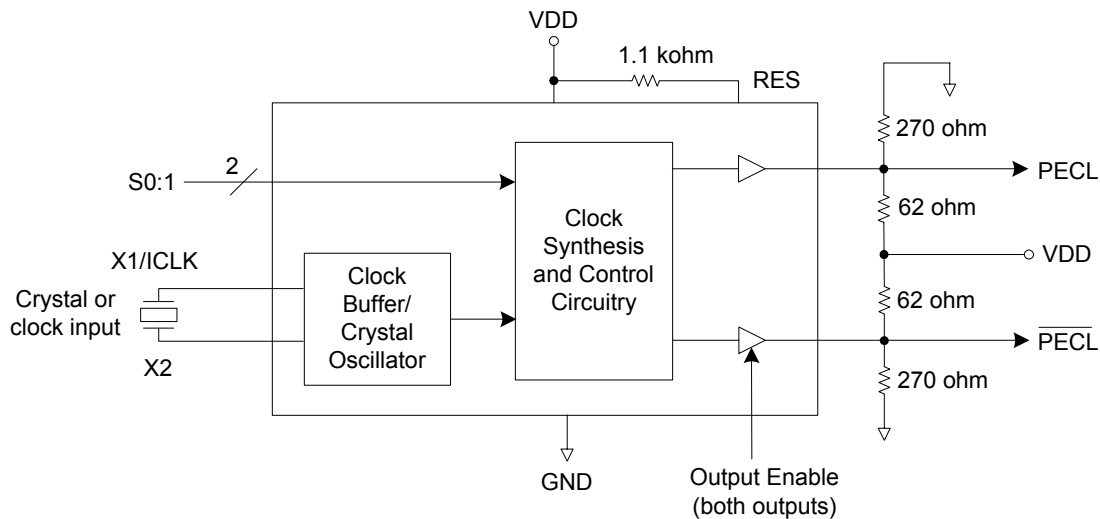 VDD
1.1 kohm
RES
270 ohm
2
S0:1
PECL
Clock
Synthesis
and Control
Circuitry
62 ohm
X1/ICLK
VDD
Clock
Buffer/
Crystal
Oscillator
Crystal or
clock input
62 ohm
X2
PECL
270 ohm
GND
Output Enable
(both outputs)